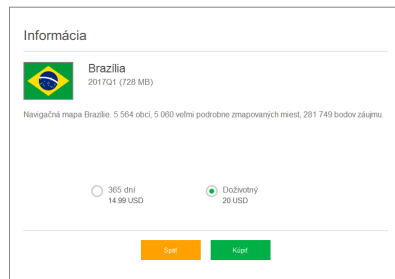 Informácia
Brazília
2017Q1 (728 MB)
Navigačná mapa Brazílie. 5 564 obcí, 5 060 veľmi podrobne zmapovaných miest, 281 749 bodov záujmu.
365 dní
14.99 USD
Doživotný
20 USD
Späť
Kúpiť